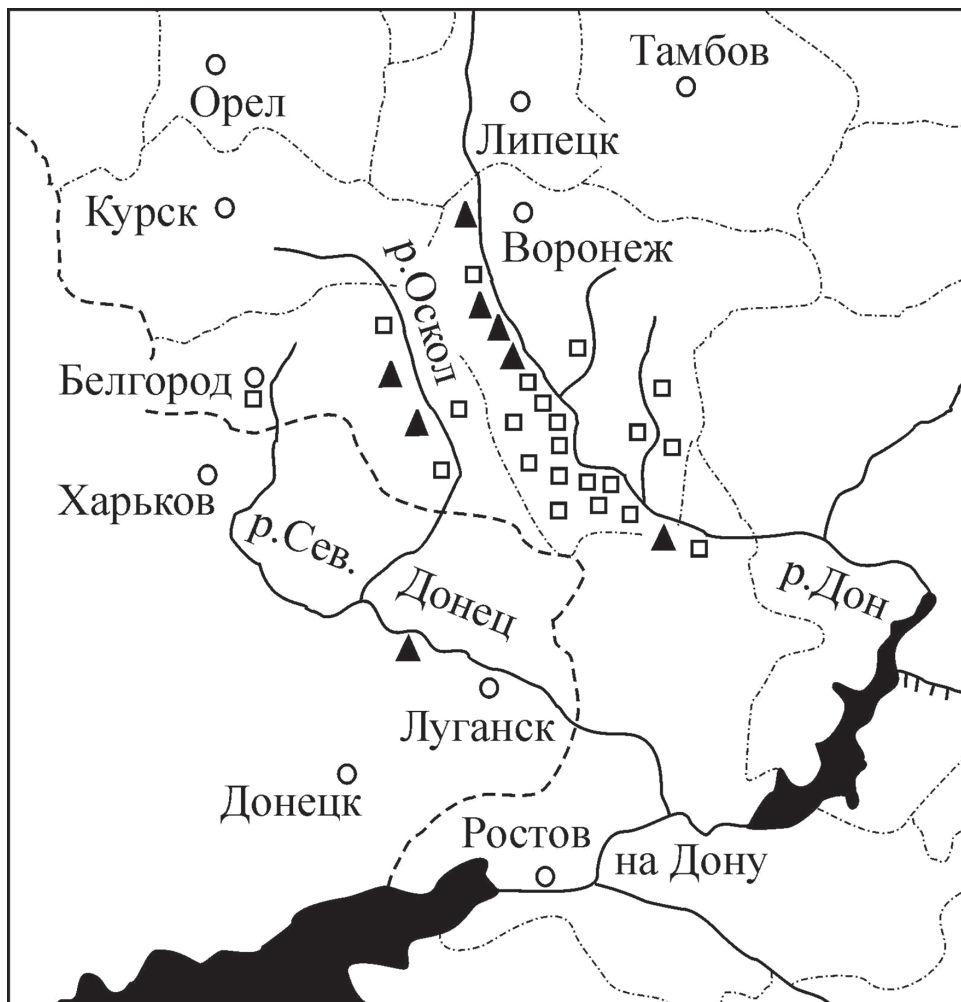 Тамбов
Орел
Липецк
Курск
Воронеж
р.Оскол
Белгород
Харьков
р.Сев.
Донец
р.Дон
Луганск
Донецк
Ростов
на Дону